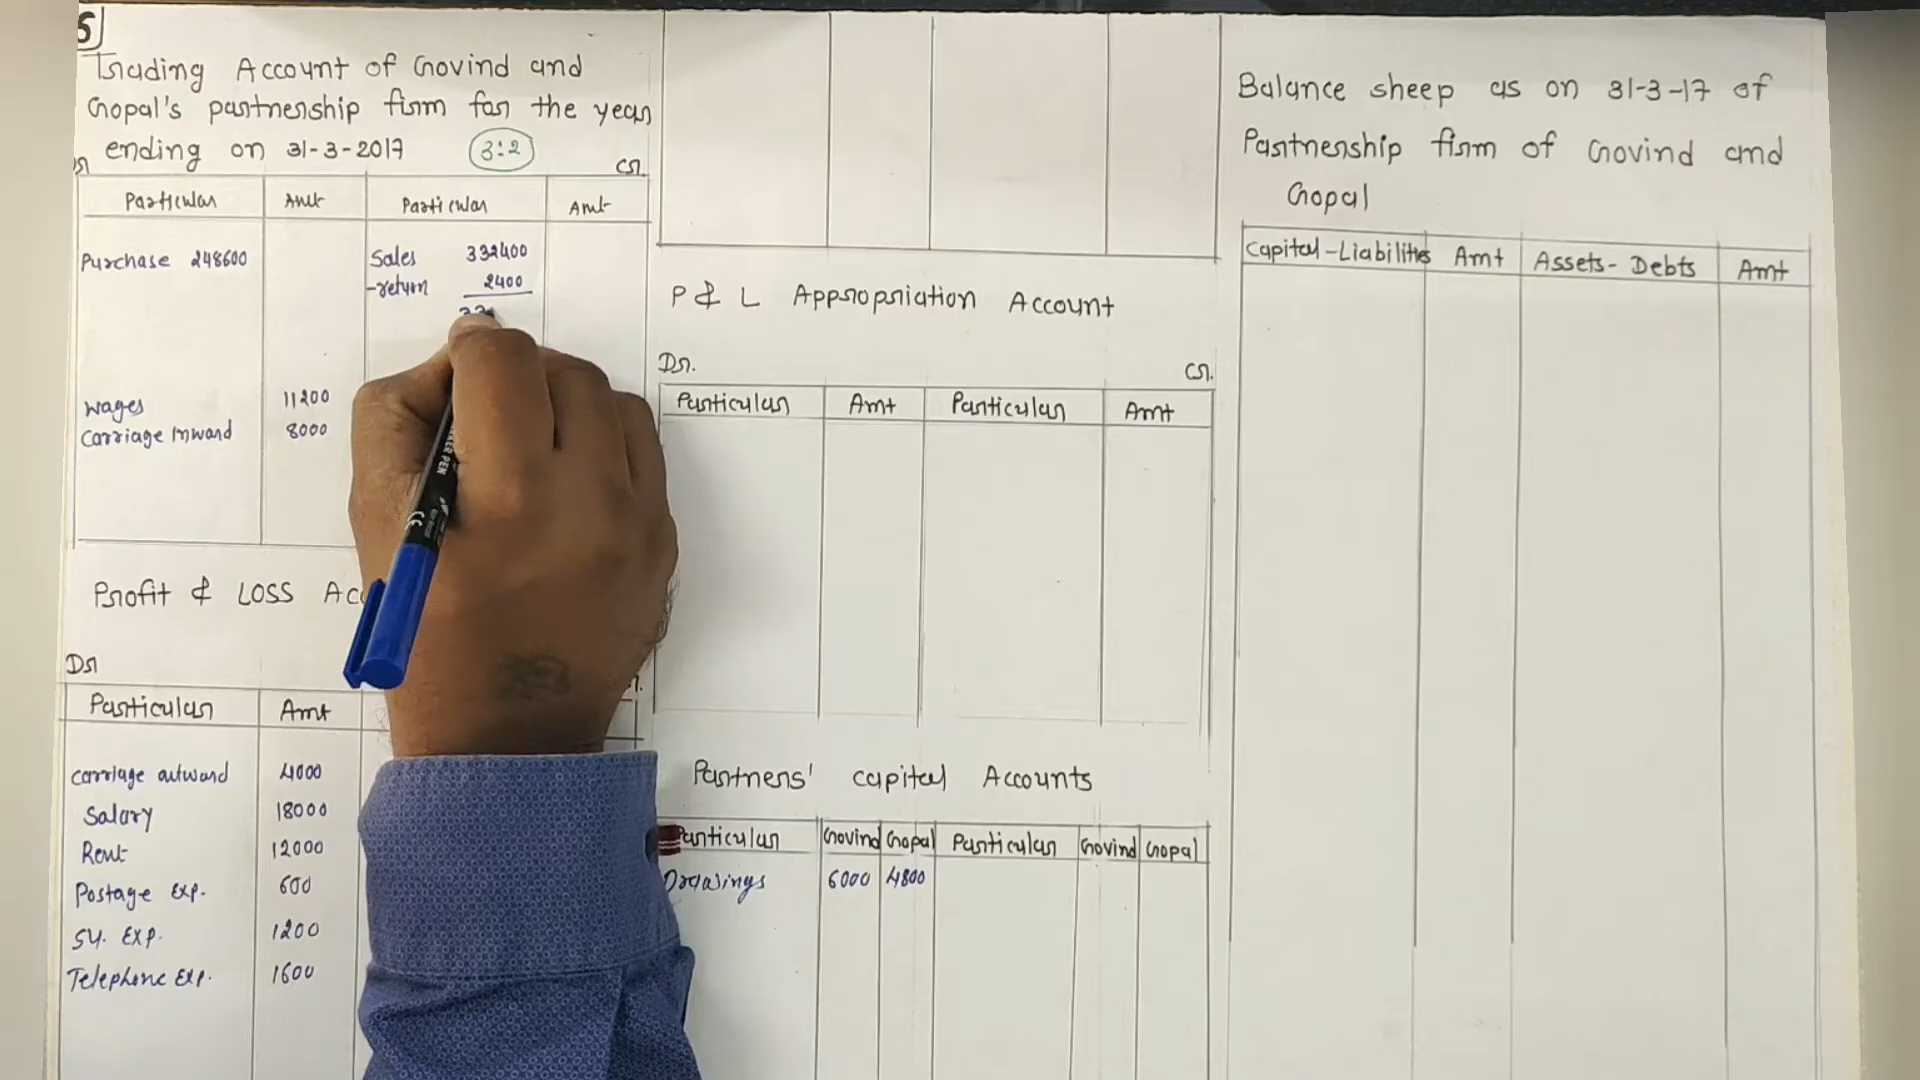 5
Trading Account of Govind and
Gopal's partnership firm for the year
ending on 31-3-2017 3:2
Dr Cr.
Particular Amt Particular Amt
Purchase 248600 Sales 332400
-return 2400
33
Wages 11200
Carriage Inward 8000
Profit & LOSS
Dr
Particular Amt
Carriage outward 4000
Salary 18000
Rent 12000
Postage Exp. 600
Sy. Exp. 1200
Telephone Exp. 1600
P & L Appropriation Account
Dr. Cr.
Particular Amt Particular Amt
Partners' capital Accounts
Particular Govind Gopal Particular Govind Gopal
Drawings 6000 4800
Balance sheep as on 31-3-17 of
Partnership firm of Govind and
Gopal
Capital-Liabilities Amt Assets- Debts Amt